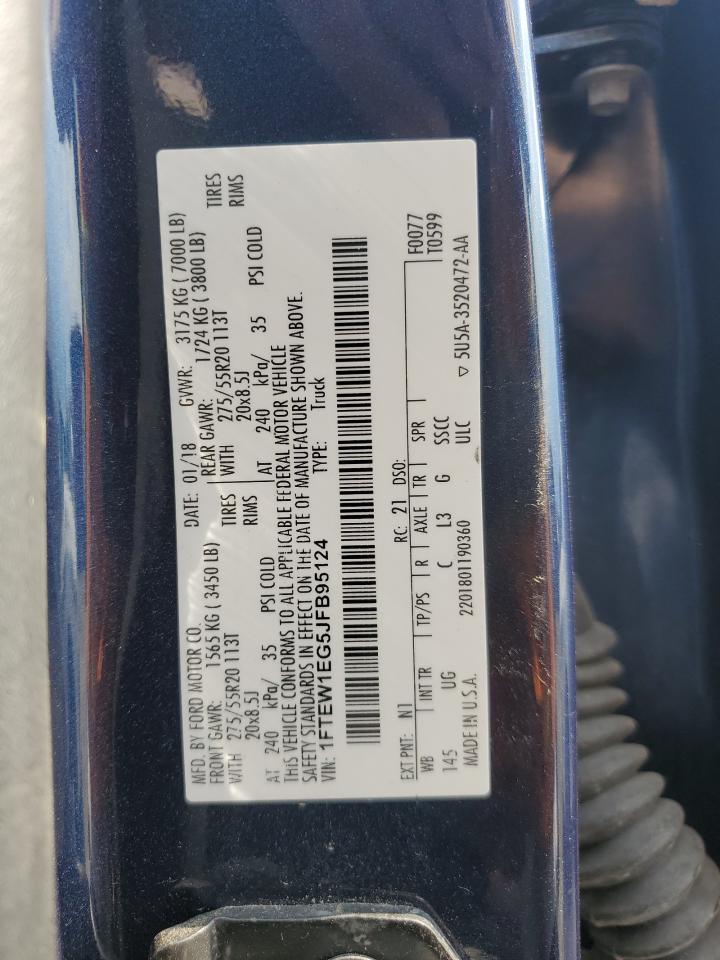 MFD. BY FORD MOTOR CO.
DATE: 01/18 GVWR: 3175 KG ( 7000 LB)
FRONT GAWR: 1565 KG ( 3450 LB) REAR GAWR: 1724 KG ( 3800 LB)
WITH 275/55R20 113T TIRES WITH 275/55R20 113T TIRES
20x8.5J RIMS 20x8.5J RIMS
AT 240 kPa/ 35 PSI COLD AT 240 kPa/ 35 PSI COLD
THIS VEHICLE CONFORMS TO ALL APPLICABLE FEDERAL MOTOR VEHICLE
SAFETY STANDARDS IN EFFECT ON THE DATE OF MANUFACTURE SHOWN ABOVE.
VIN: 1FTEW1EG5JFB95124 TYPE: Truck
EXT PNT: N1 RC: 21 DSO: F0077
WB INT TR TP/PS R AXLE TR SPR T0599
145 UG C L3 G SSCC
MADE IN U.S.A. 2201801190360 ULC ▽ 5U5A-3520472-AA